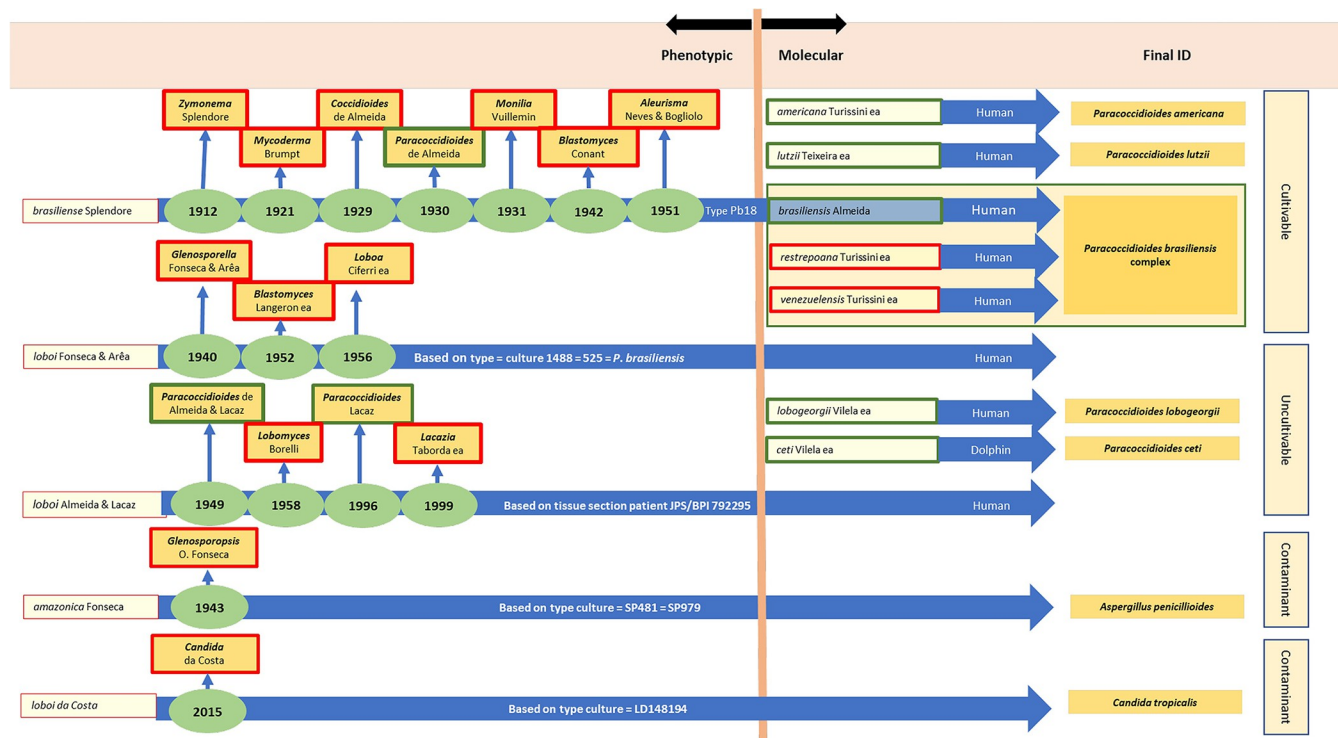 Phenotypic
Molecular
Final ID
Zymonema
Splendore
Mycoderma
Brumpt
Coccidioides
de Almeida
Paracoccidioides
de Almeida
Monilia
Vuillemin
Blastomyces
Conant
Aleurisma
Neves & Bogliolo
brasiliense Splendore
1912
1921
1929
1930
1931
1942
1951
Type Pb18
americana Turissini ea
Human
Paracoccidioides americana
lutzii Teixeira ea
Human
Paracoccidioides lutzii
brasiliensis Almeida
Human
restrepoana Turissini ea
Human
venezuelensis Turissini ea
Human
Paracoccidioides brasiliensis
complex
Cultivable
Glenosporella
Fonseca & Arêa
Blastomyces
Langeron ea
Loboa
Ciferri ea
loboi Fonseca & Arêa
1940
1952
1956
Based on type = culture 1488 = 525 = P. brasiliensis
Human
Paracoccidioides de
Almeida & Lacaz
Lobomyces
Borelli
Paracoccidioides
Lacaz
Lacazia
Taborda ea
lobogeorgii Vilela ea
Human
Paracoccidioides lobogeorgii
ceti Vilela ea
Dolphin
Paracoccidioides ceti
loboi Almeida & Lacaz
1949
1958
1996
1999
Based on tissue section patient JPS/BPI 792295
Human
Uncultivable
Glenosporopsis
O. Fonseca
amazonica Fonseca
1943
Based on type culture = SP481 = SP979
Aspergillus penicillioides
Contaminant
Candida
da Costa
loboi da Costa
2015
Based on type culture = LD148194
Candida tropicalis
Contaminant